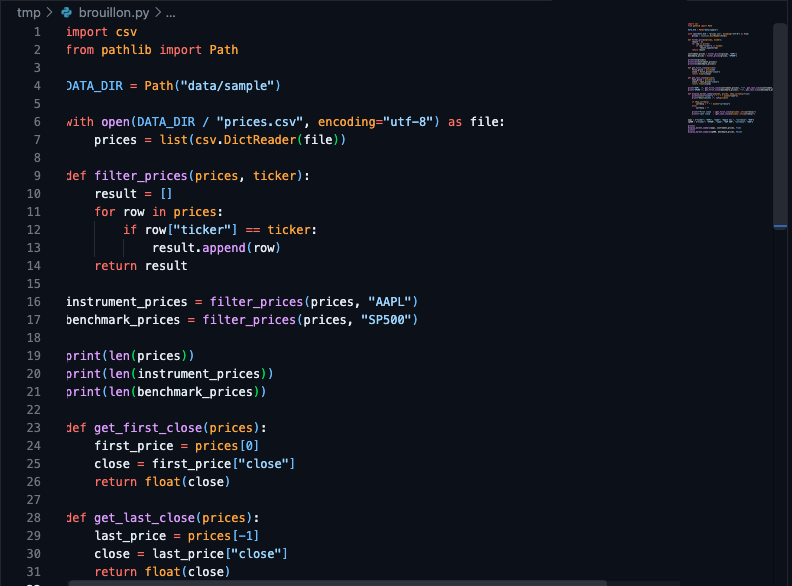 tmp > brouillon.py > ...
1 import csv
2 from pathlib import Path
3
4 DATA_DIR = Path("data/sample")
5
6 with open(DATA_DIR / "prices.csv", encoding="utf-8") as file:
7     prices = list(csv.DictReader(file))
8
9 def filter_prices(prices, ticker):
10     result = []
11     for row in prices:
12         if row["ticker"] == ticker:
13             result.append(row)
14     return result
15
16 instrument_prices = filter_prices(prices, "AAPL")
17 benchmark_prices = filter_prices(prices, "SP500")
18
19 print(len(prices))
20 print(len(instrument_prices))
21 print(len(benchmark_prices))
22
23 def get_first_close(prices):
24     first_price = prices[0]
25     close = first_price["close"]
26     return float(close)
27
28 def get_last_close(prices):
29     last_price = prices[-1]
30     close = last_price["close"]
31     return float(close)